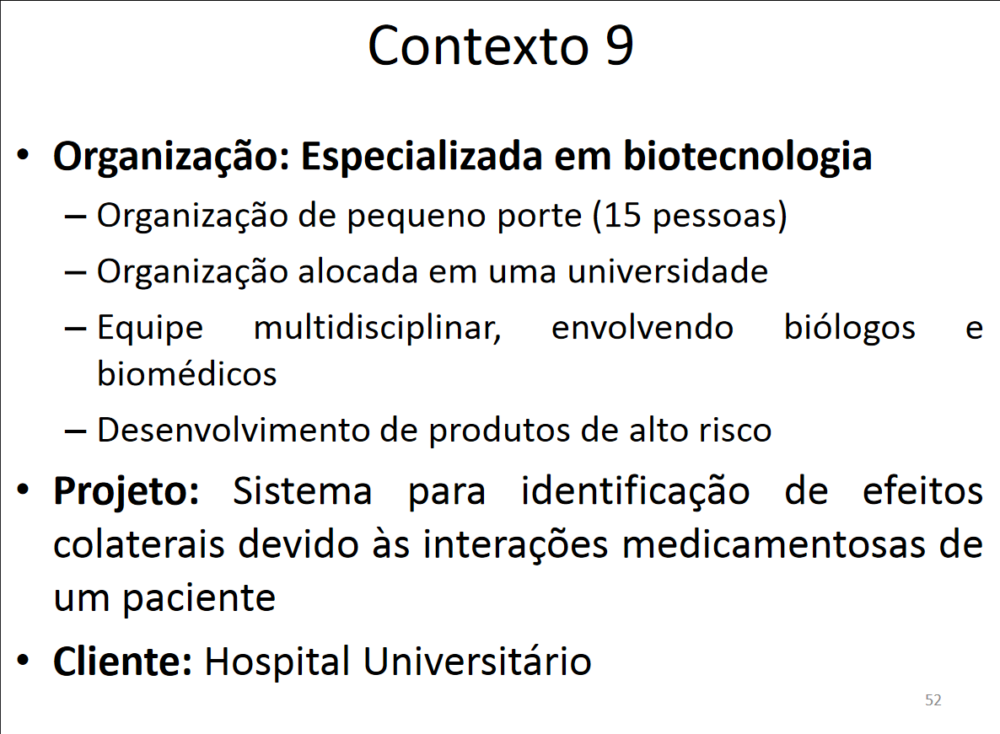 Contexto 9
• Organização: Especializada em biotecnologia
– Organização de pequeno porte (15 pessoas)
– Organização alocada em uma universidade
– Equipe multidisciplinar, envolvendo biólogos e
biomédicos
– Desenvolvimento de produtos de alto risco
• Projeto: Sistema para identificação de efeitos
colaterais devido às interações medicamentosas de
um paciente
• Cliente: Hospital Universitário
52